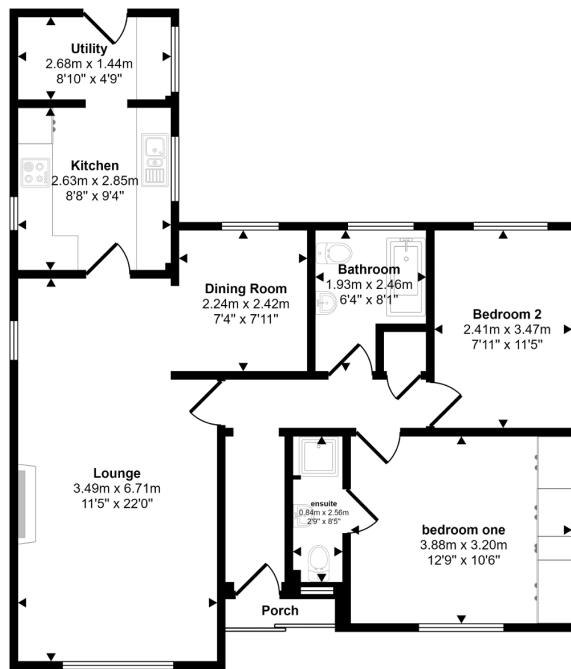 Utility
2.68m x 1.44m
8'10" x 4'9"
Kitchen
2.63m x 2.85m
8'8" x 9'4"
Dining Room
2.24m x 2.42m
7'4" x 7'11"
Bathroom
1.93m x 2.46m
6'4" x 8'1"
Bedroom 2
2.41m x 3.47m
7'11" x 11'5"
Lounge
3.49m x 6.71m
11'5" x 22'0"
ensuite
0.84m x 2.56m
2'9" x 8'5"
bedroom one
3.88m x 3.20m
12'9" x 10'6"
Porch